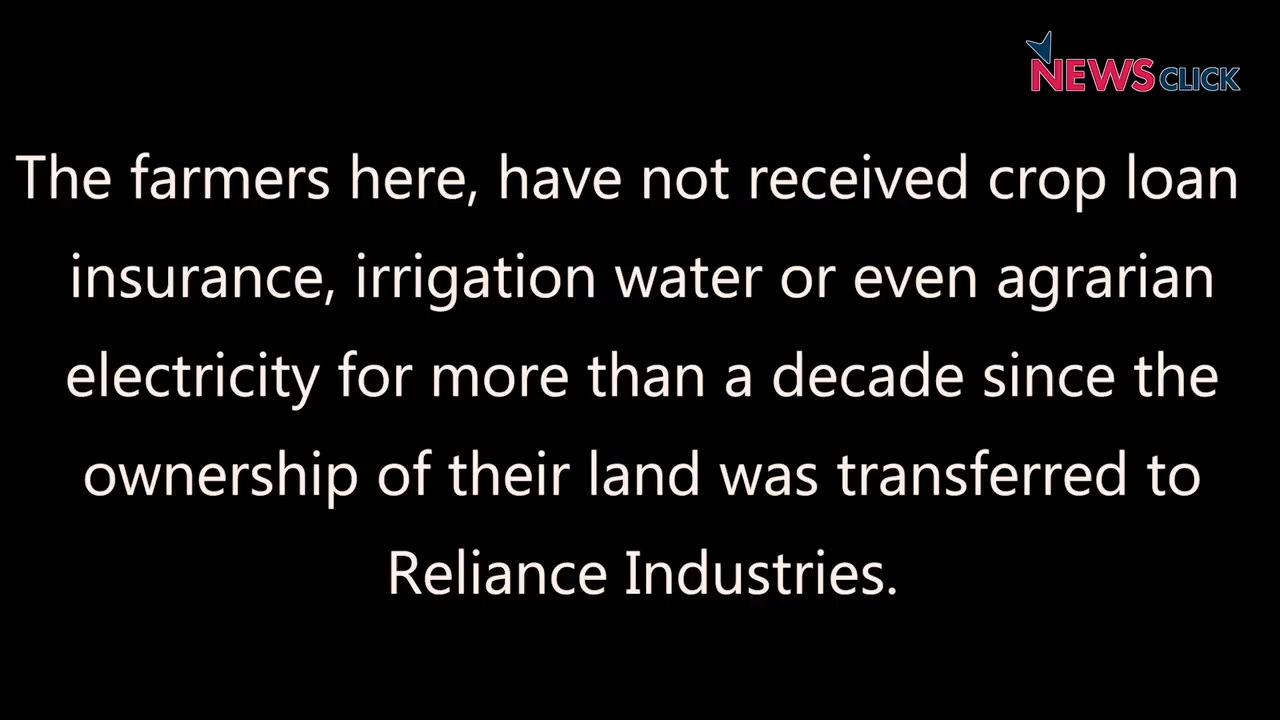 NEWSCLICK
The farmers here, have not received crop loan
insurance, irrigation water or even agrarian
electricity for more than a decade since the
ownership of their land was transferred to
Reliance Industries.